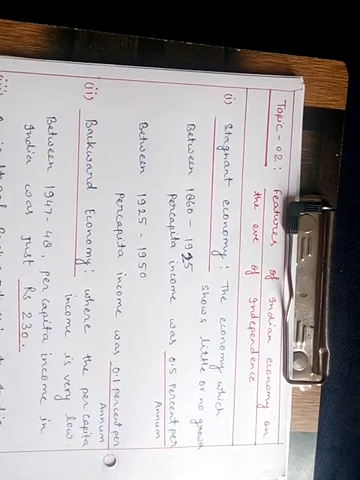 Topic-02: Features of Indian economy on
the eve of independence.
(i) Stagnant economy: The economy which
shows little or no growth
Between 1860 - 1925
Percapita income was 0.5 percent per
Annum
Between 1925 - 1950
Percapita income was 0.1 percent per
Annum
(ii) Backward Economy: where the per capita
income is very low.
Between 1947-48, per capita income in
India was just Rs 230.
(iii)